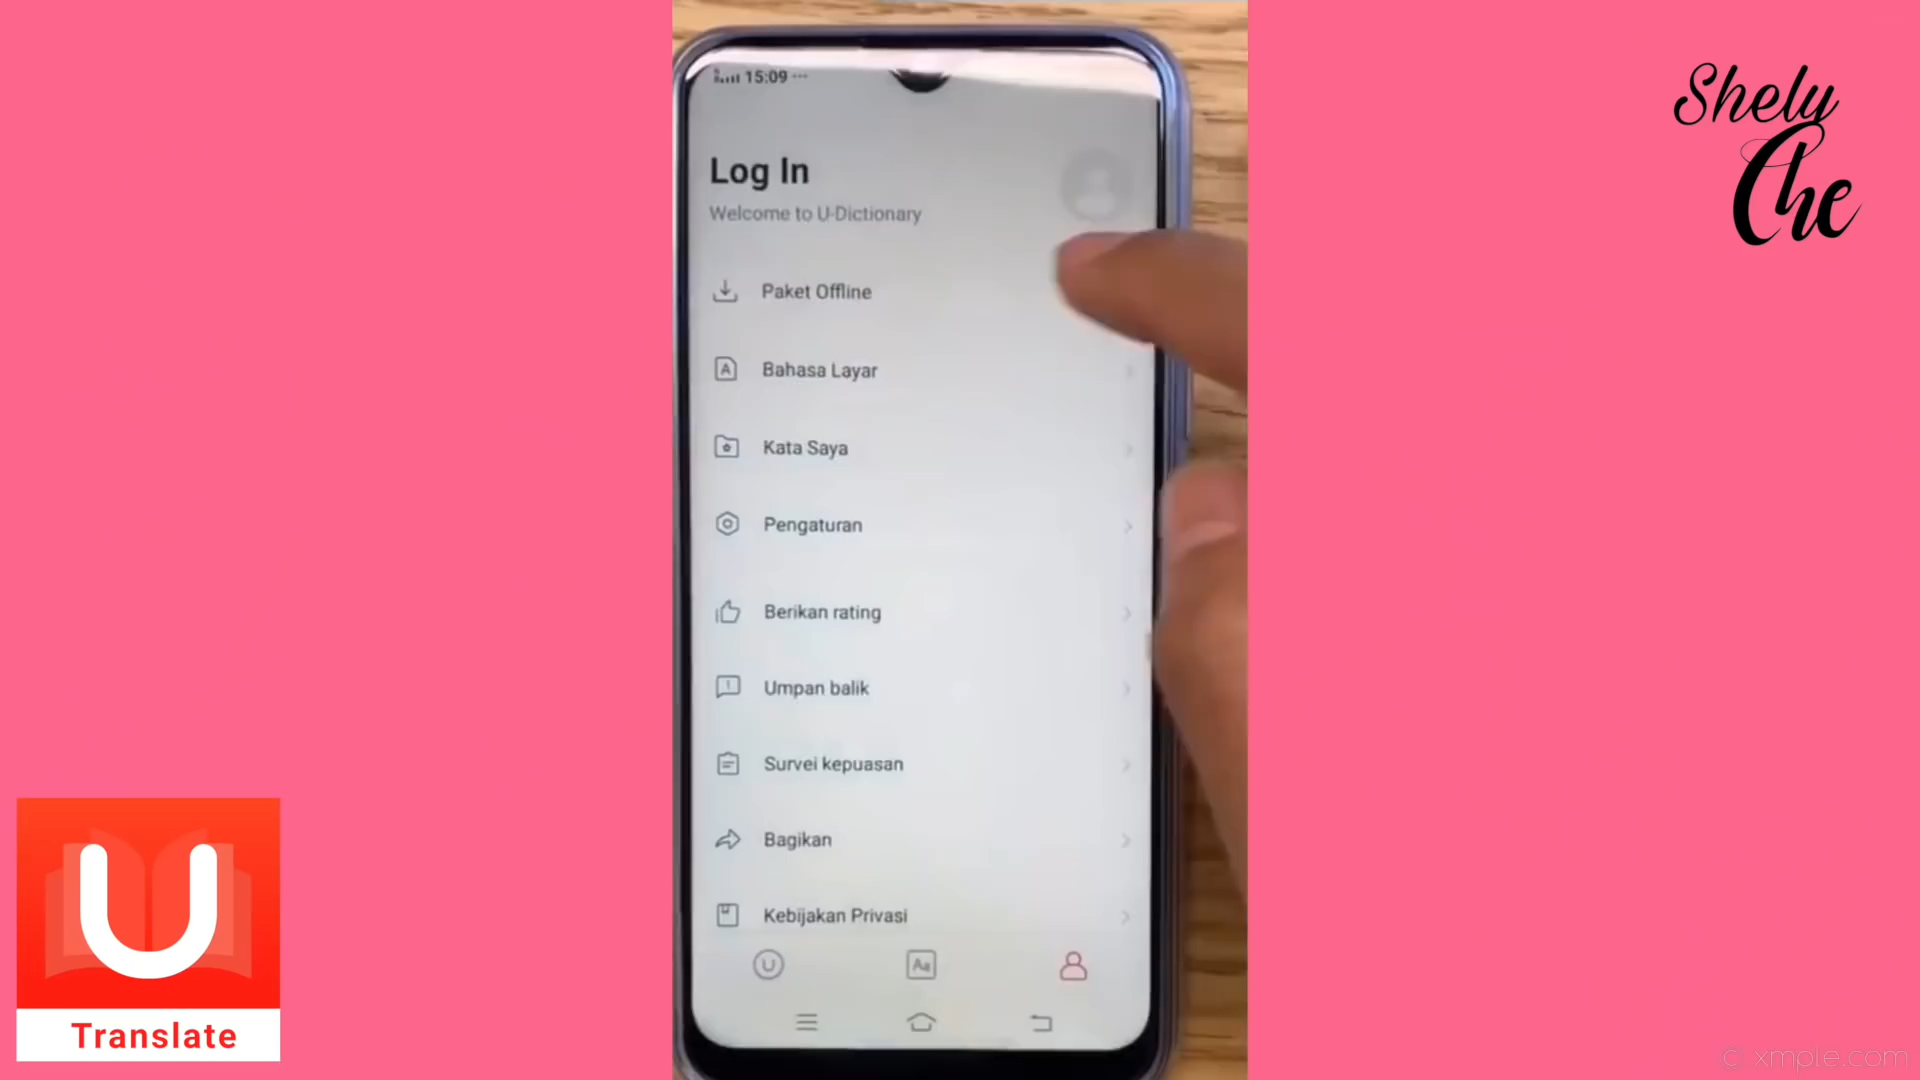 15:09
Log In
Welcome to U-Dictionary
Paket Offline
Bahasa Layar
Kata Saya
Pengaturan
Berikan rating
Umpan balik
Survei kepuasan
Bagikan
Kebijakan Privasi
Shely
Che
U
Translate
© xmple.com